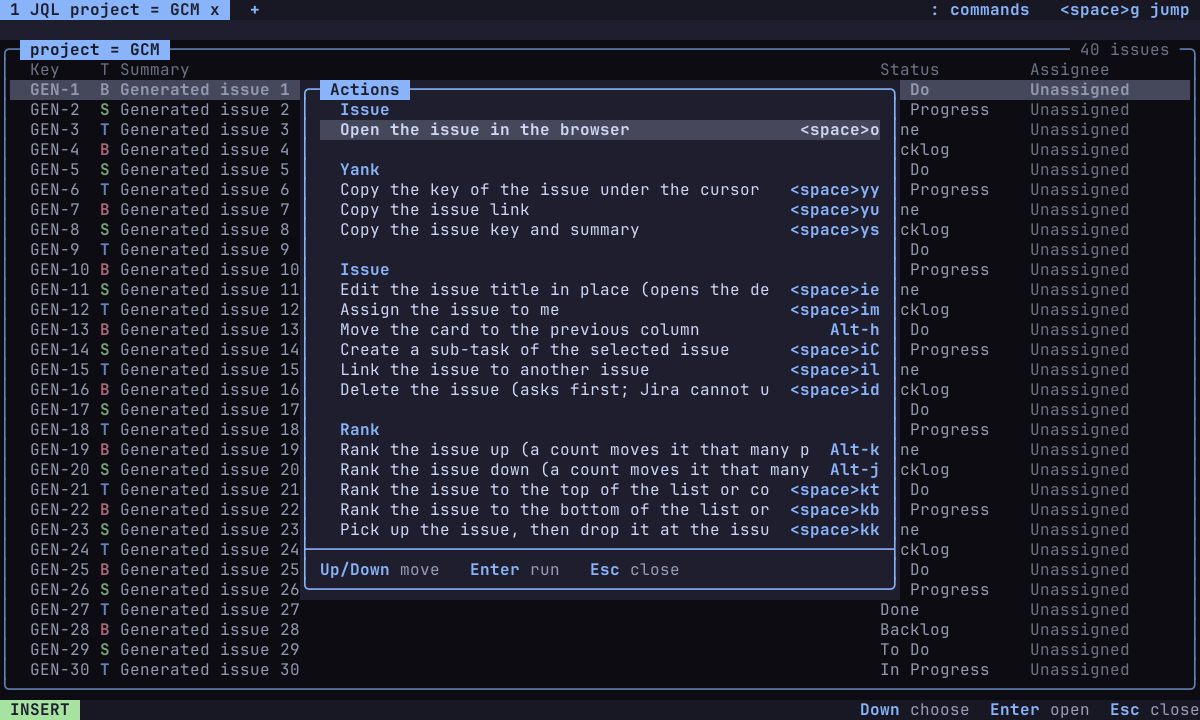 1 JQL project = GCM x + : commands <space>g jump
project = GCM 40 issues
Key T Summary Status Assignee
GEN-1 B Generated issue 1 Do Unassigned
Actions
GEN-2 S Generated issue 2 Issue Progress Unassigned
GEN-3 T Generated issue 3 Open the issue in the browser <space>o ne Unassigned
GEN-4 B Generated issue 4 cklog Unassigned
GEN-5 S Generated issue 5 Yank Do Unassigned
GEN-6 T Generated issue 6 Copy the key of the issue under the cursor <space>yy Progress Unassigned
GEN-7 B Generated issue 7 Copy the issue link <space>yu ne Unassigned
GEN-8 S Generated issue 8 Copy the issue key and summary <space>ys cklog Unassigned
GEN-9 T Generated issue 9 Do Unassigned
GEN-10 B Generated issue 10 Issue Progress Unassigned
GEN-11 S Generated issue 11 Edit the issue title in place (opens the de <space>ie ne Unassigned
GEN-12 T Generated issue 12 Assign the issue to me <space>im cklog Unassigned
GEN-13 B Generated issue 13 Move the card to the previous column Alt-h Do Unassigned
GEN-14 S Generated issue 14 Create a sub-task of the selected issue <space>iC Progress Unassigned
GEN-15 T Generated issue 15 Link the issue to another issue <space>il ne Unassigned
GEN-16 B Generated issue 16 Delete the issue (asks first; Jira cannot u <space>id cklog Unassigned
GEN-17 S Generated issue 17 Do Unassigned
GEN-18 T Generated issue 18 Rank Progress Unassigned
GEN-19 B Generated issue 19 Rank the issue up (a count moves it that many p Alt-k ne Unassigned
GEN-20 S Generated issue 20 Rank the issue down (a count moves it that many Alt-j cklog Unassigned
GEN-21 T Generated issue 21 Rank the issue to the top of the list or co <space>kt Do Unassigned
GEN-22 B Generated issue 22 Rank the issue to the bottom of the list or <space>kb Progress Unassigned
GEN-23 S Generated issue 23 Pick up the issue, then drop it at the issu <space>kk ne Unassigned
GEN-24 T Generated issue 24 cklog Unassigned
GEN-25 B Generated issue 25 Up/Down move Enter run Esc close Do Unassigned
GEN-26 S Generated issue 26 Progress Unassigned
GEN-27 T Generated issue 27 Done Unassigned
GEN-28 B Generated issue 28 Backlog Unassigned
GEN-29 S Generated issue 29 To Do Unassigned
GEN-30 T Generated issue 30 In Progress Unassigned
INSERT Down choose Enter open Esc close